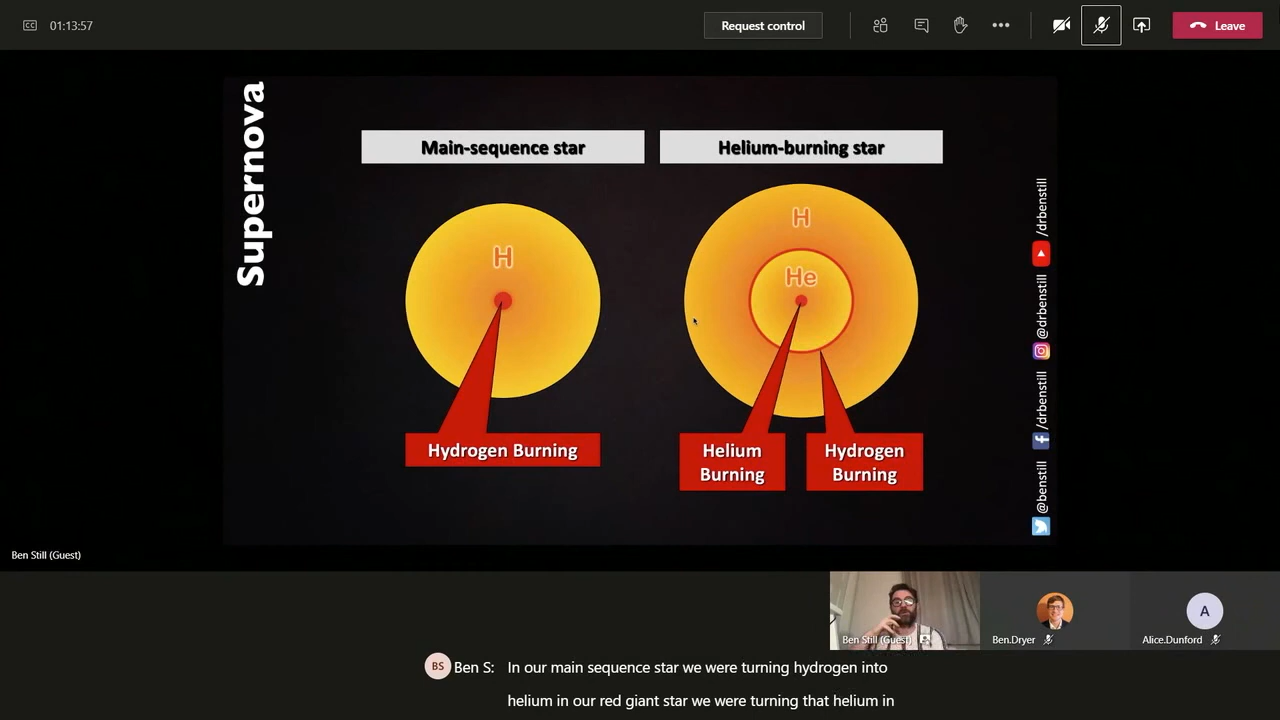 01:13:57
Request control
Leave
Supernova
Main-sequence star
Helium-burning star
H
H
He
Hydrogen Burning
Helium
Burning
Hydrogen
Burning
/drbenstill
@drbenstill
/drbenstill
@benstill
Ben Still (Guest)
Ben Still (Guest)
Ben.Dryer
A
Alice.Dunford
BS
Ben S:
In our main sequence star we were turning hydrogen into
helium in our red giant star we were turning that helium in
CC